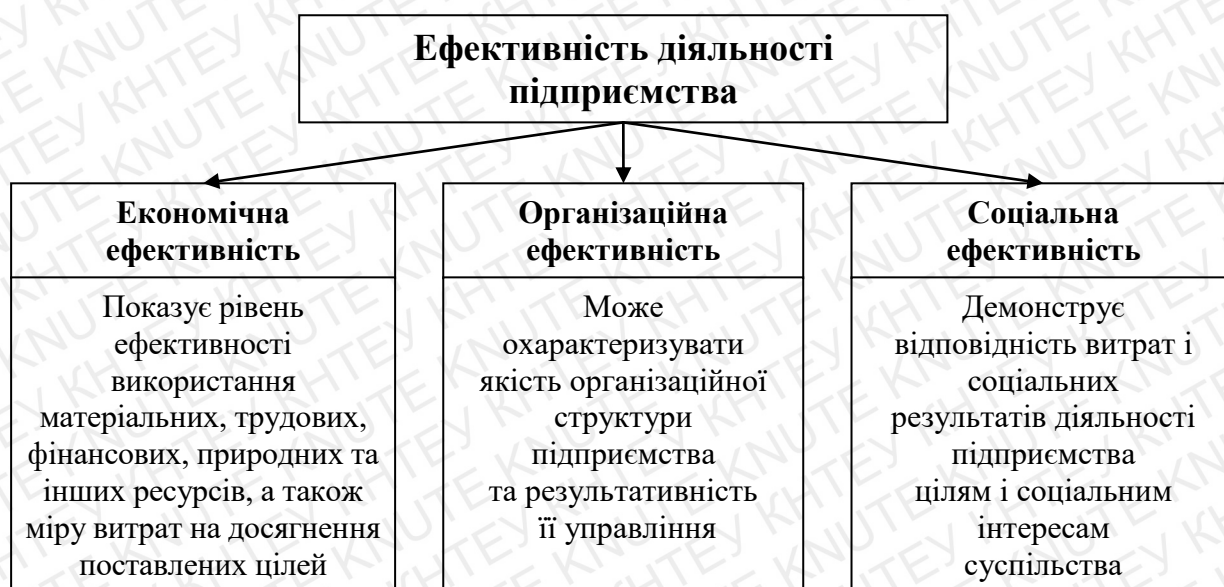 Ефективність діяльності
підприємства
Економічна
ефективність
Організаційна
ефективність
Соціальна
ефективність
Показує рівень
ефективності
використання
матеріальних, трудових,
фінансових, природних та
інших ресурсів, а також
міру витрат на досягнення
поставлених цілей
Може
охарактеризувати
якість організаційної
структури
підприємства
та результативність
її управління
Демонструє
відповідність витрат і
соціальних
результатів діяльності
підприємства
цілям і соціальним
інтересам
суспільства